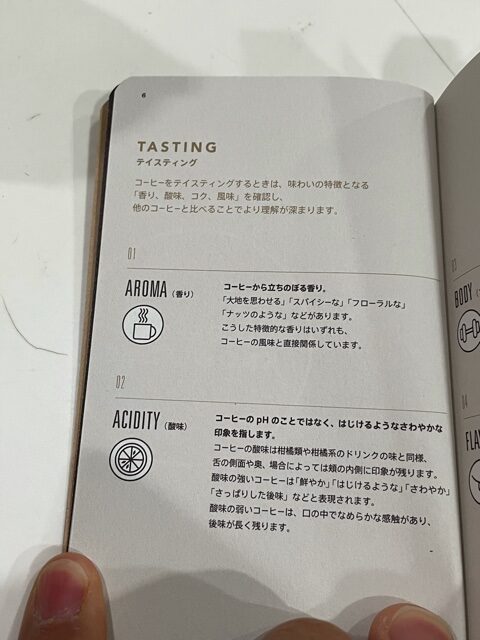 6
TASTING
テイスティング
コーヒーをテイスティングするときは、味わいの特徴となる
「香り、酸味、コク、風味」を確認し、
他のコーヒーと比べることでより理解が深まります。
01
AROMA（香り）
コーヒーから立ちのぼる香り。
「大地を思わせる」「スパイシーな」「フローラルな」
「ナッツのような」などがあります。
こうした特徴的な香りはいずれも、
コーヒーの風味と直接関係しています。
02
ACIDITY（酸味）
コーヒーの pH のことではなく、はじけるようなさわやかな
印象を指します。
コーヒーの酸味は柑橘類や柑橘系のドリンクの味と同様、
舌の側面や奥、場合によっては頬の内側に印象が残ります。
酸味の強いコーヒーは「鮮やか」「はじけるような」「さわやか」
「さっぱりした後味」などと表現されます。
酸味の弱いコーヒーは、口の中でなめらかな感触があり、
後味が長く残ります。
03
BODY
04